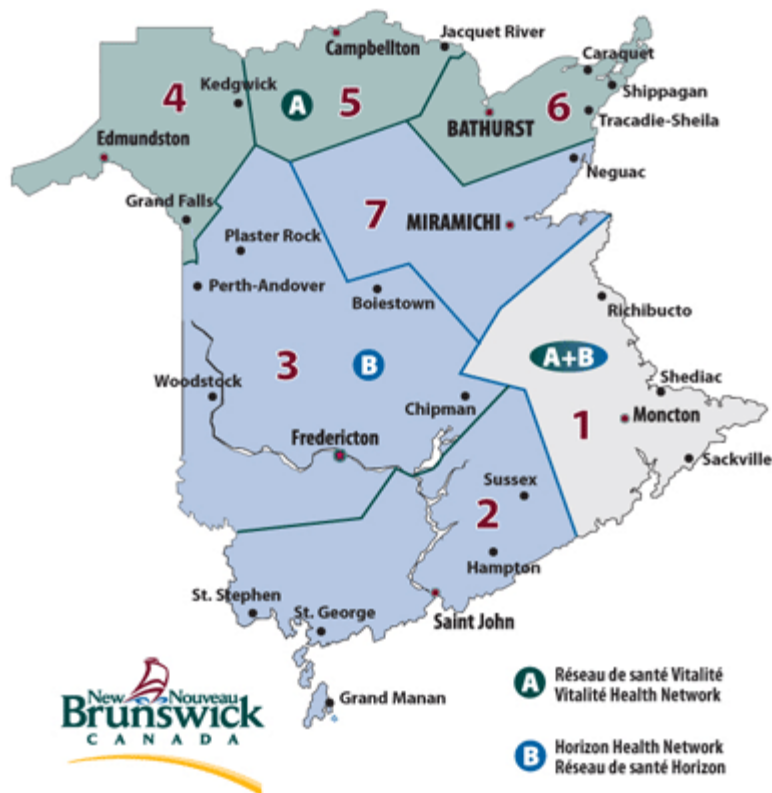 Campbellton
Jacquet River
Caraquet
4
Kedgwick
A
5
6
Shippagan
BATHURST
Tracadie-Sheila
Edmundston
Neguac
Grand Falls
7
MIRAMICHI
Plaster Rock
Perth-Andover
Boiestown
Richibucto
3
B
A+B
Woodstock
Shediac
Chipman
1
Moncton
Fredericton
Sackville
Sussex
2
Hampton
St. Stephen
St. George
Saint John
Grand Manan
New Nouveau
Brunswick
CANADA
A
Réseau de santé Vitalité
Vitalité Health Network
B
Horizon Health Network
Réseau de santé Horizon